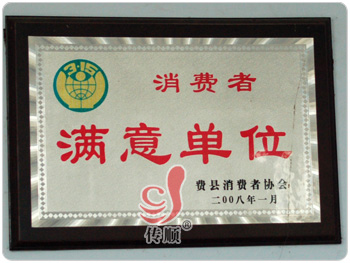 3·15
消费者
满意单位
费县消费者协会
二00八年一月
®
传顺